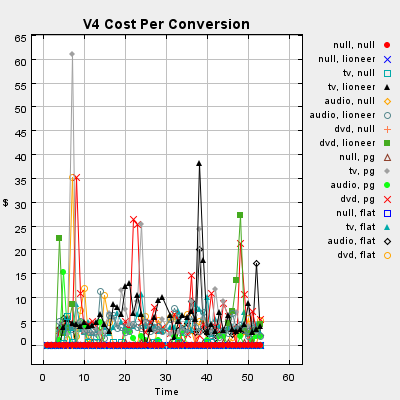 V4 Cost Per Conversion
65
60
55
50
45
40
35
30
25
20
15
10
5
0
$
0 10 20 30 40 50 60
Time
null, null
null, lioneer
tv, null
tv, lioneer
audio, null
audio, lioneer
dvd, null
dvd, lioneer
null, pg
tv, pg
audio, pg
dvd, pg
null, flat
tv, flat
audio, flat
dvd, flat